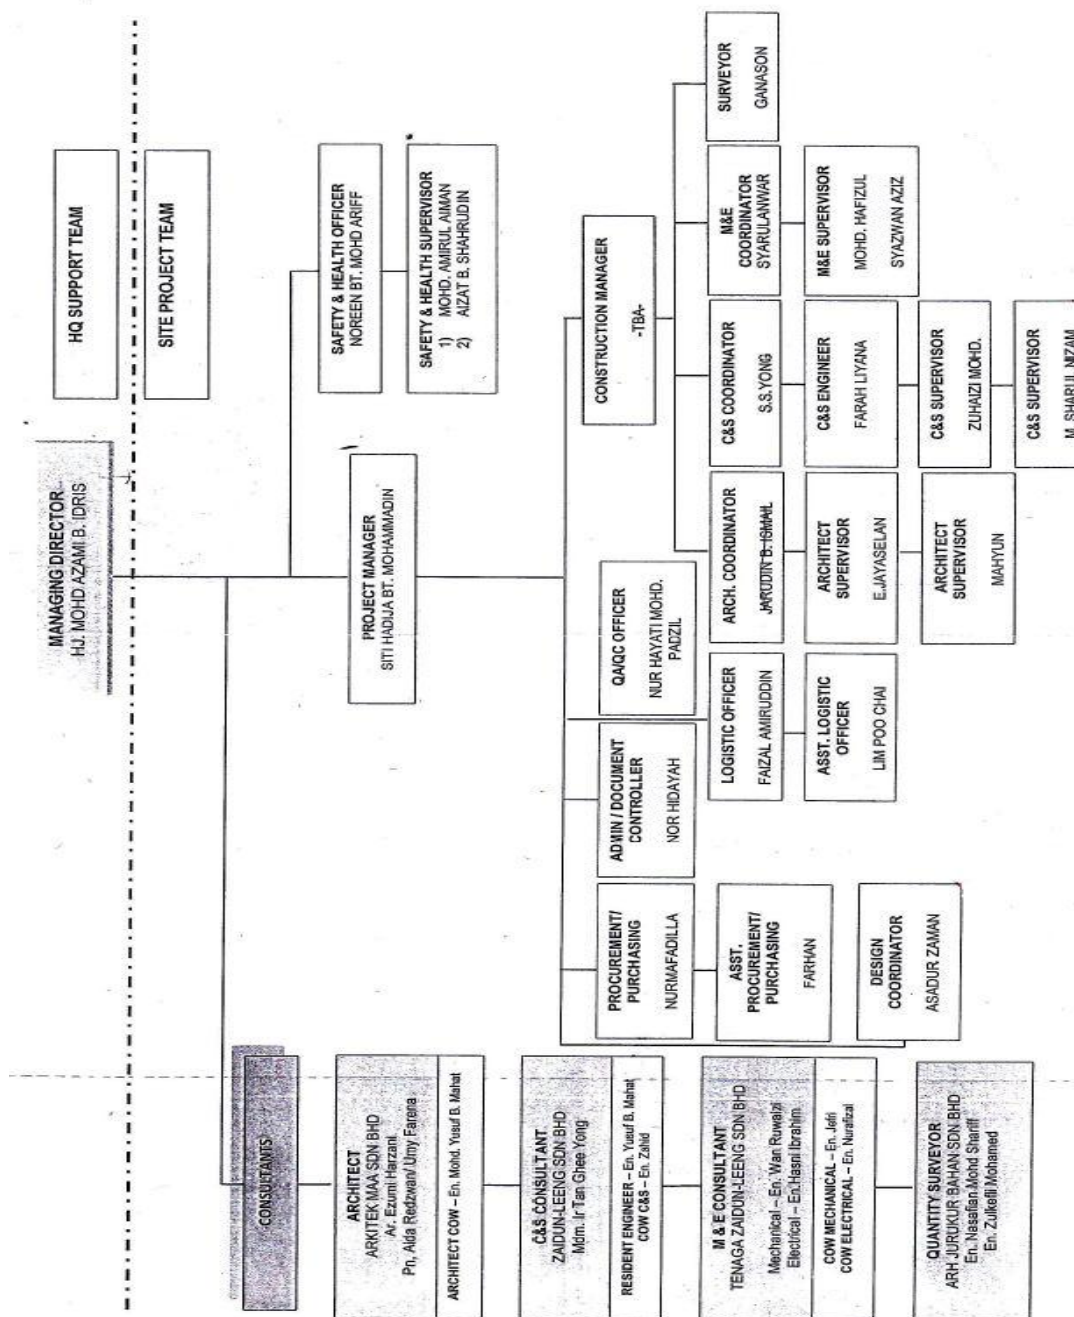 MANAGING DIRECTOR
HJ. MOHD AZAMI B. IDRIS
HQ SUPPORT TEAM
SITE PROJECT TEAM
CONSULTANTS
ARCHITECT
ARKITEK MAA SDN BHD
Ar. Ezumi Harzani
Pn, Aida Redzwan/ Umy Farena
ARCHITECT COW – En. Mohd. Yusuf B. Mahat
C&S CONSULTANT
ZAIDUN-LEENG SDN BHD
Mdm. Ir Tan Ghee Yong
RESIDENT ENGINEER – En. Yusuf B. Mahat
COW C&S – En. Zahid
M & E CONSULTANT
TENAGA ZAIDUN-LEENG SDN BHD
Mechanical – En. Wan Ruwaizi
Electrical – En.Hasni Ibrahim
COW MECHANICAL – En. Jefri
COW ELECTRICAL – En. Nurafizal
QUANTITY SURVEYOR
ARH JURUKUR BAHAN SDN BHD
En. Nasafian Mohd Shariff
En. Zulkefli Mohamed
PROJECT MANAGER
SITI HADIJA BT. MOHAMMADIN
SAFETY & HEALTH OFFICER
NOREEN BT. MOHD ARIFF
SAFETY & HEALTH SUPERVISOR
1) MOHD. AMIRUL AIMAN
2) AIZAT B. SHAHRUDIN
PROCUREMENT/
PURCHASING
NURMAFADILLA
ASST.
PROCUREMENT/
PURCHASING
FARHAN
DESIGN
COORDINATOR
ASADUR ZAMAN
ADMIN / DOCUMENT
CONTROLLER
NOR HIDAYAH
QA/QC OFFICER
NUR HAYATI MOHD.
PADZIL
LOGISTIC OFFICER
FAIZAL AMIRUDDIN
ASST. LOGISTIC
OFFICER
LIM POO CHAI
CONSTRUCTION MANAGER
-TBA-
ARCH. COORDINATOR
JARUDIN B. ISMAIL
ARCHITECT
SUPERVISOR
E.JAYASELAN
ARCHITECT
SUPERVISOR
MAHYUN
C&S COORDINATOR
S.S.YONG
C&S ENGINEER
FARAH LIYANA
C&S SUPERVISOR
ZUHAIZI MOHD.
C&S SUPERVISOR
M. SHARUL NIZAM
M&E
COORDINATOR
SYARULANWAR
M&E SUPERVISOR
MOHD. HAFIZUL
SYAZWAN AZIZ
SURVEYOR
GANASON